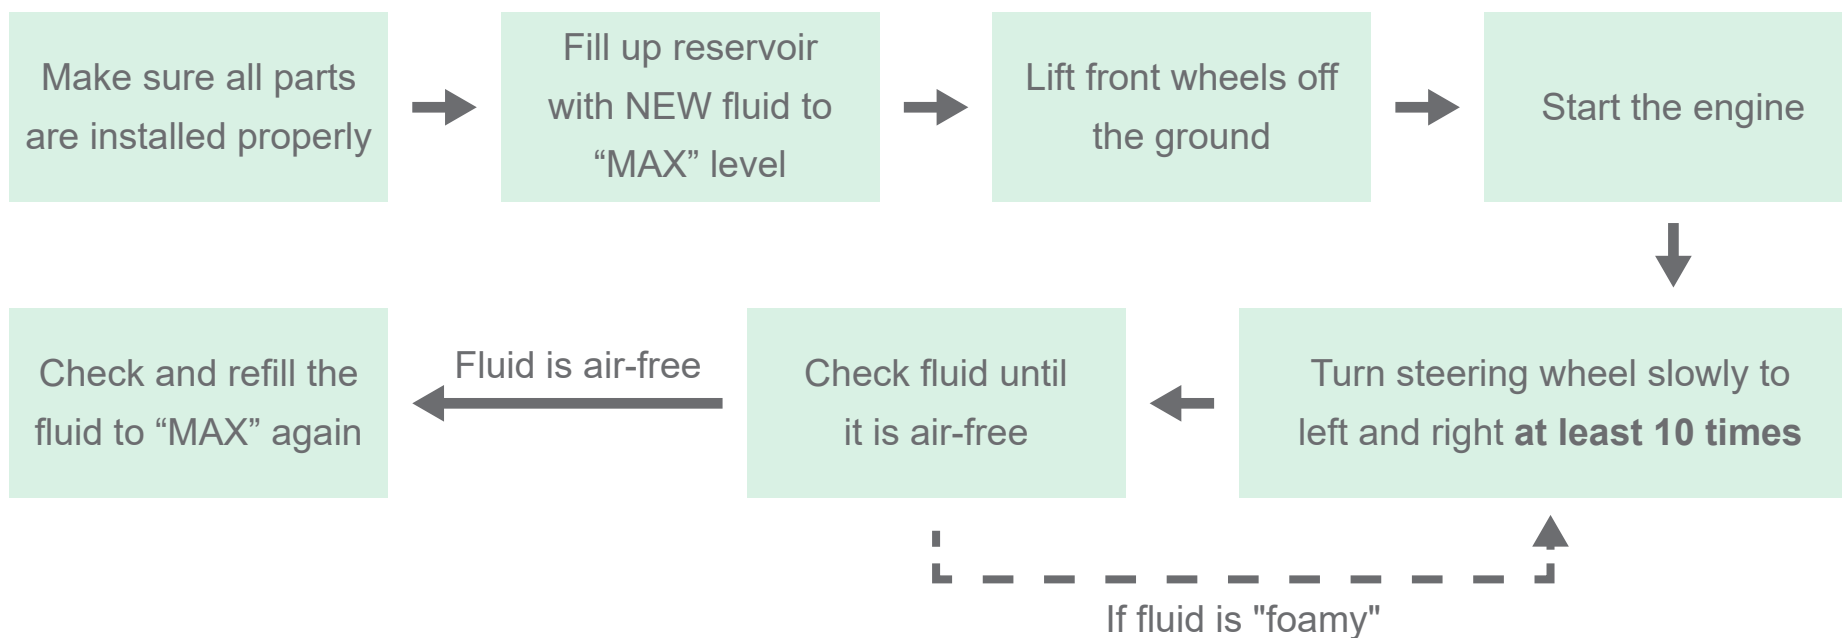 Make sure all parts
are installed properly
Fill up reservoir
with NEW fluid to
“MAX” level
Lift front wheels off
the ground
Start the engine
Turn steering wheel slowly to
left and right at least 10 times
Check fluid until
it is air-free
If fluid is "foamy"
Fluid is air-free
Check and refill the
fluid to “MAX” again